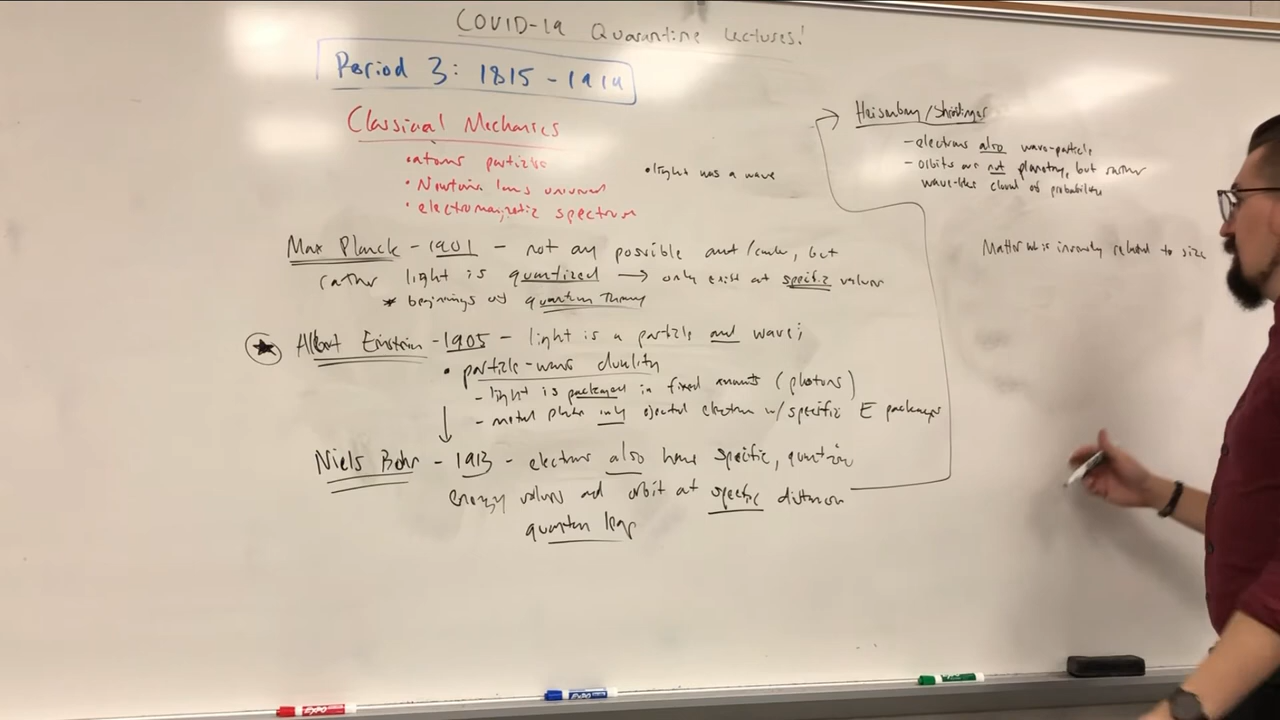 COVID-19 Quarantine Lectures!
Period 3: 1815-1914
Classical Mechanics
• atoms particles
• Newton's laws universal
• electromagnetic spectrum
• light was a wave
Max Planck - 1901 - not any possible, but
rather light is quantized → only exist at specific values
* beginnings of quantum Theory
★ Albert Einstein - 1905 - light is a particle and wave;
• particle-wave duality
- light is packaged in fixed amounts (photons)
- metal plate only ejected electron w/ specific E packages
Niels Bohr - 1913 - electrons also have specific, quantum
energy values and orbit at specific distances
quantum leap
Heisenberg/Shrödinger
- electrons also wave-particle
- orbits are not planetary, but rather
wave-like cloud of probability
Matter is inversely related to size
EXPO
EXPO
EXPO